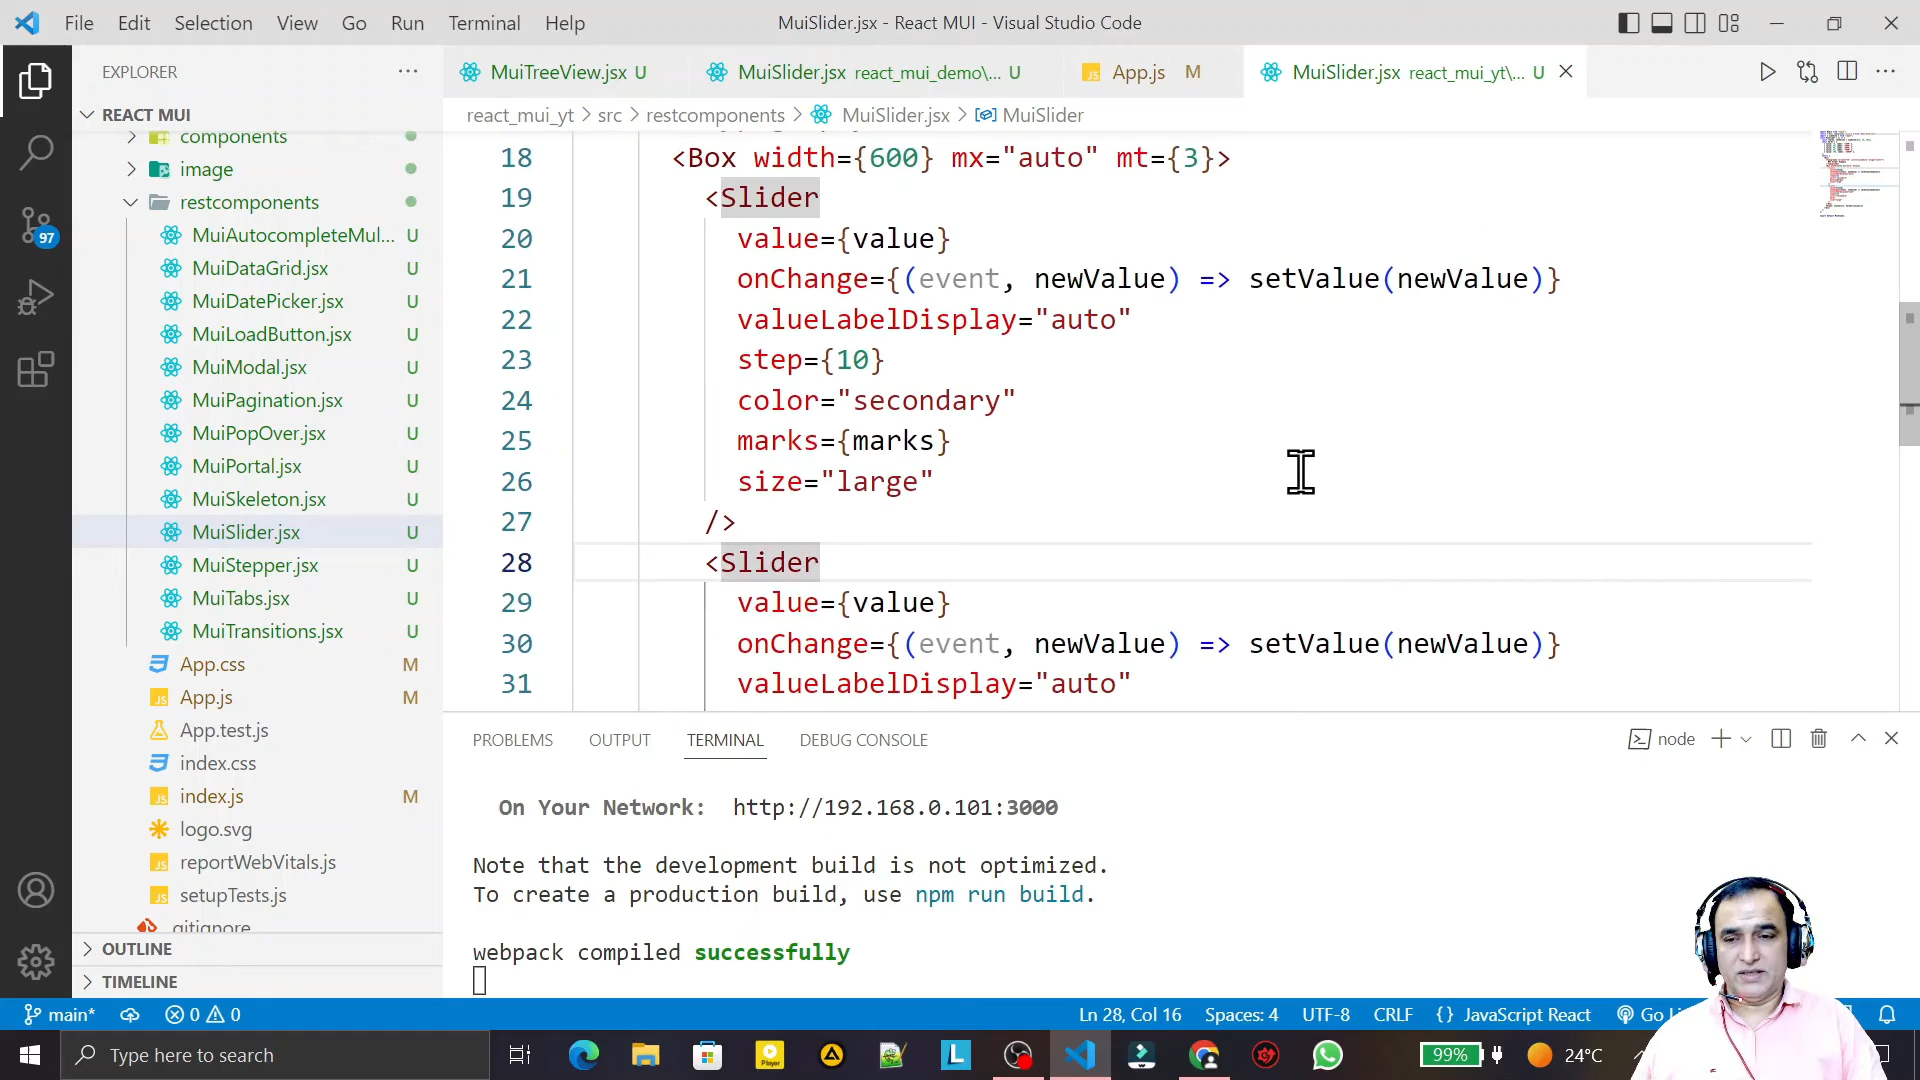 File Edit Selection View Go Run Terminal Help
MuiSlider.jsx - React MUI - Visual Studio Code
EXPLORER
MuiTreeView.jsx U
MuiSlider.jsx react_mui_demo\... U
App.js M
MuiSlider.jsx react_mui_yt\... U
REACT MUI
react_mui_yt > src > restcomponents > MuiSlider.jsx > MuiSlider
components
image
restcomponents
MuiAutocompleteMul... U
MuiDataGrid.jsx U
MuiDatePicker.jsx U
MuiLoadButton.jsx U
MuiModal.jsx U
MuiPagination.jsx U
MuiPopOver.jsx U
MuiPortal.jsx U
MuiSkeleton.jsx U
MuiSlider.jsx U
MuiStepper.jsx U
MuiTabs.jsx U
MuiTransitions.jsx U
App.css M
App.js M
App.test.js
index.css
index.js M
logo.svg
reportWebVitals.js
setupTests.js
.gitignore
OUTLINE
TIMELINE
97
18 <Box width={600} mx="auto" mt={3}>
19 <Slider
20 value={value}
21 onChange={(event, newValue) => setValue(newValue)}
22 valueLabelDisplay="auto"
23 step={10}
24 color="secondary"
25 marks={marks}
26 size="large"
27 />
28 <Slider
29 value={value}
30 onChange={(event, newValue) => setValue(newValue)}
31 valueLabelDisplay="auto"
PROBLEMS OUTPUT TERMINAL DEBUG CONSOLE
node
On Your Network: http://192.168.0.101:3000
Note that the development build is not optimized.
To create a production build, use npm run build.
webpack compiled successfully
main* 0 0
Ln 28, Col 16 Spaces: 4 UTF-8 CRLF {} JavaScript React Go
Type here to search
Player
L
99%
24°C